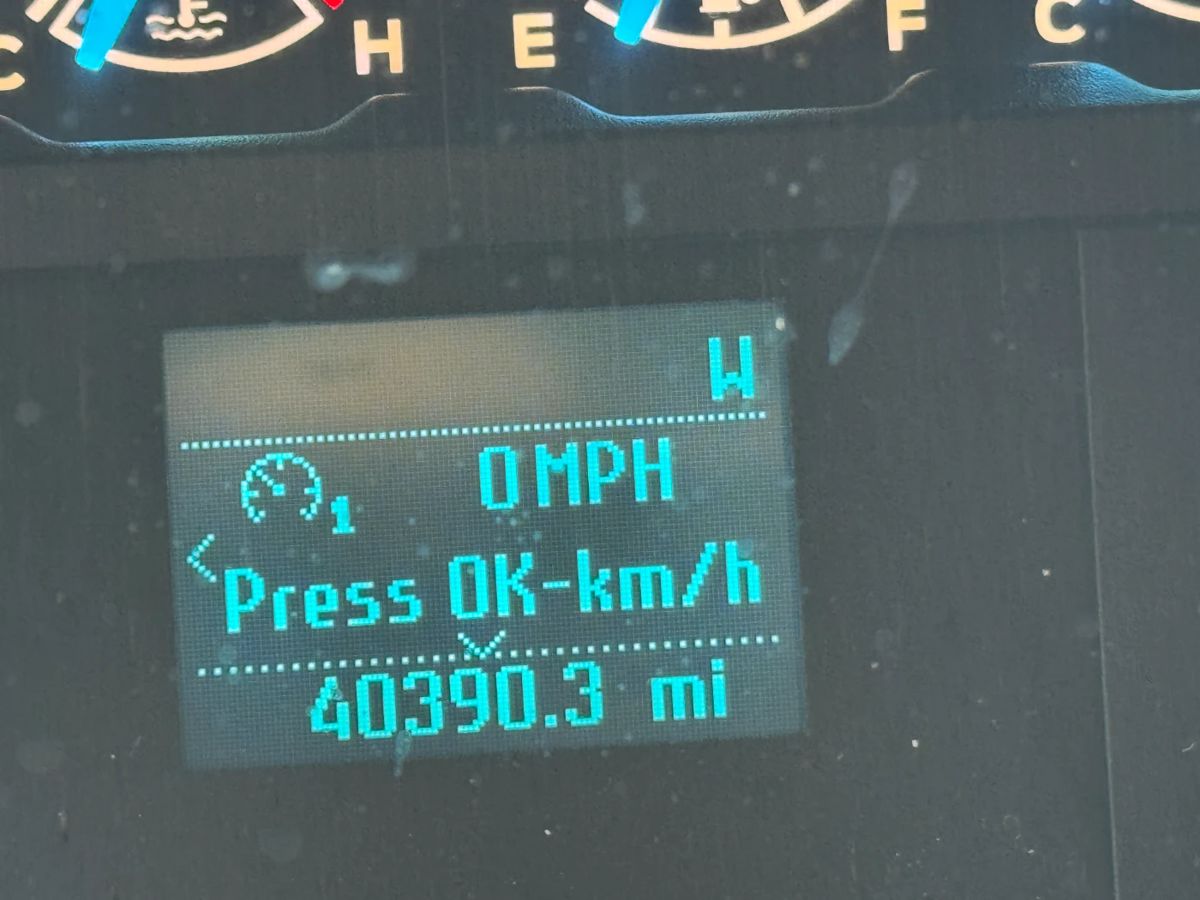 C H E F C
W
0 MPH
1
Press OK-km/h
40390.3 mi